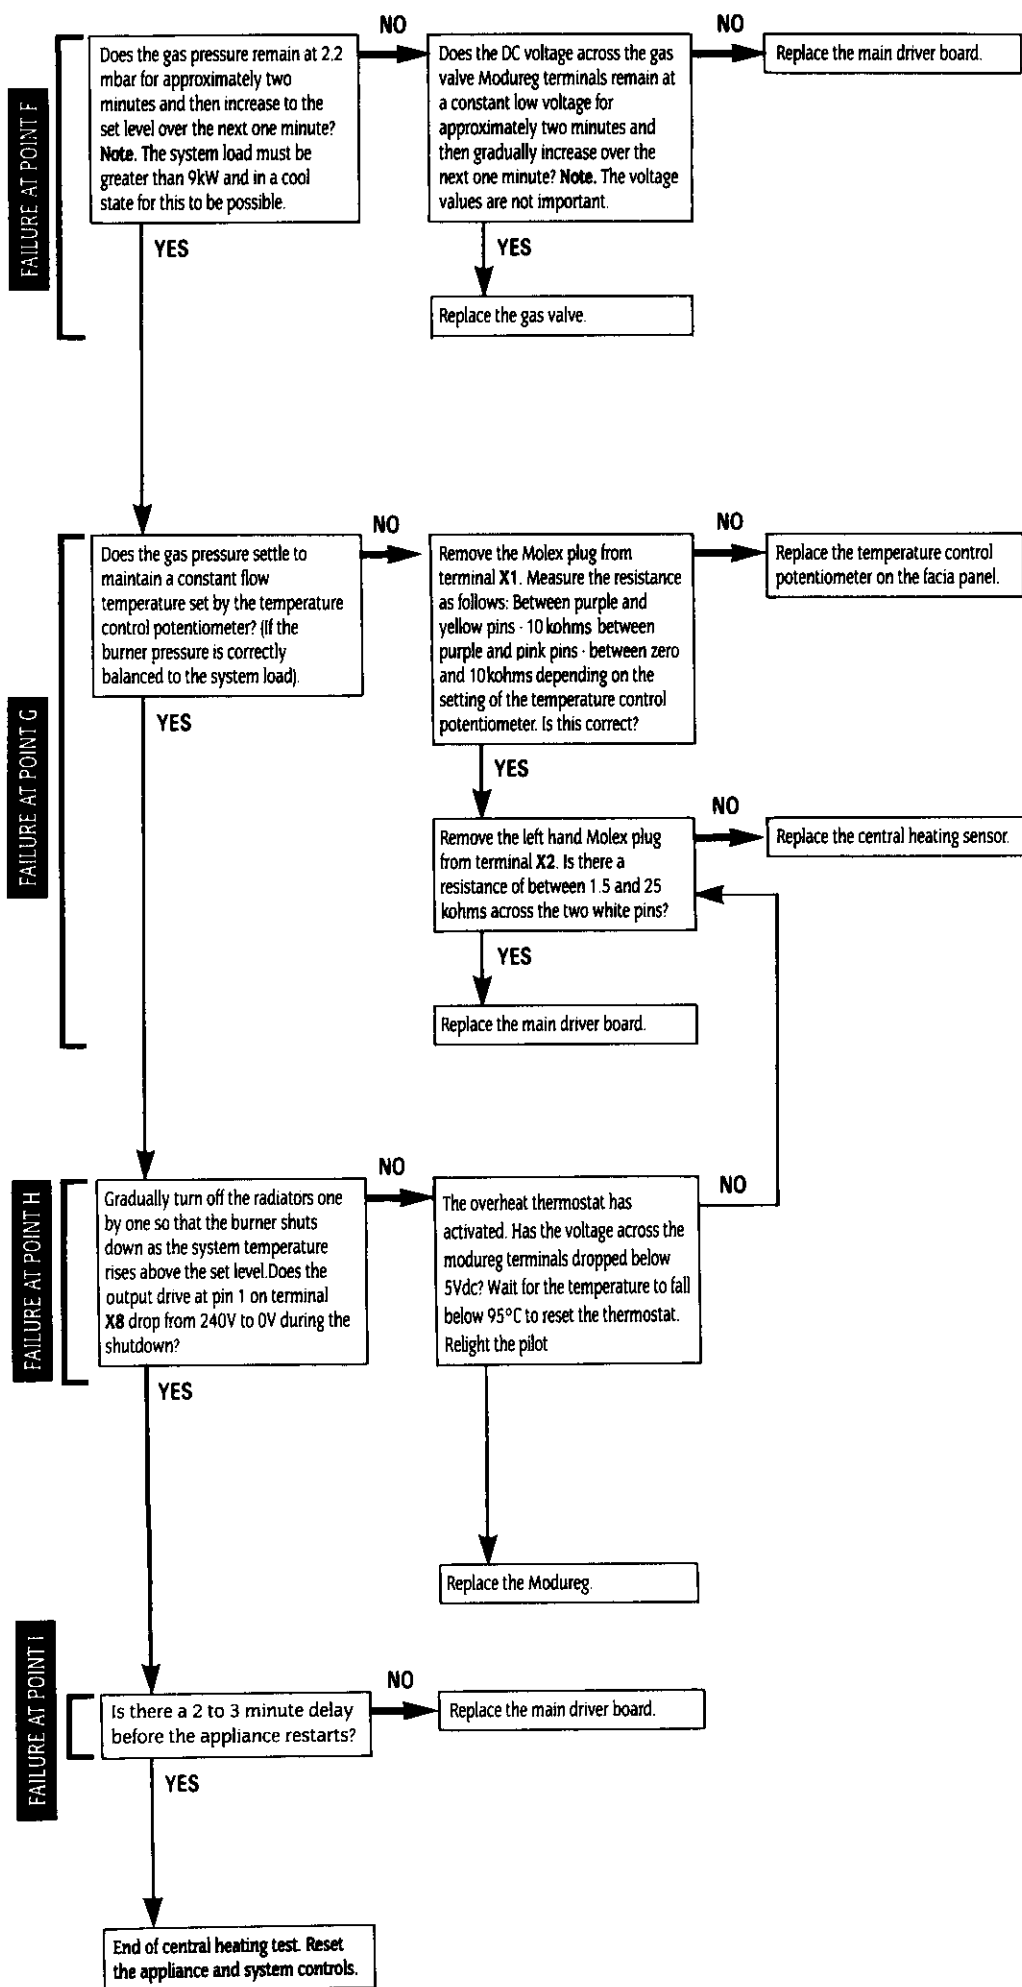 FAILURE AT POINT F
Does the gas pressure remain at 2.2
mbar for approximately two
minutes and then increase to the
set level over the next one minute?
Note. The system load must be
greater than 9kW and in a cool
state for this to be possible.
NO
Does the DC voltage across the gas
valve Modureg terminals remain at
a constant low voltage for
approximately two minutes and
then gradually increase over the
next one minute? Note. The voltage
values are not important.
NO
Replace the main driver board.
YES
YES
Replace the gas valve.
FAILURE AT POINT G
Does the gas pressure settle to
maintain a constant flow
temperature set by the temperature
control potentiometer? (If the
burner pressure is correctly
balanced to the system load).
NO
Remove the Molex plug from
terminal X1. Measure the resistance
as follows: Between purple and
yellow pins - 10 kohms between
purple and pink pins - between zero
and 10kohms depending on the
setting of the temperature control
potentiometer. Is this correct?
NO
Replace the temperature control
potentiometer on the facia panel.
YES
YES
Remove the left hand Molex plug
from terminal X2. Is there a
resistance of between 1.5 and 25
kohms across the two white pins?
NO
Replace the central heating sensor.
YES
Replace the main driver board.
FAILURE AT POINT H
Gradually turn off the radiators one
by one so that the burner shuts
down as the system temperature
rises above the set level.Does the
output drive at pin 1 on terminal
X8 drop from 240V to 0V during the
shutdown?
NO
The overheat thermostat has
activated. Has the voltage across the
modureg terminals dropped below
5Vdc? Wait for the temperature to fall
below 95°C to reset the thermostat.
Relight the pilot
NO
YES
Replace the Modureg.
FAILURE AT POINT I
Is there a 2 to 3 minute delay
before the appliance restarts?
NO
Replace the main driver board.
YES
End of central heating test. Reset
the appliance and system controls.